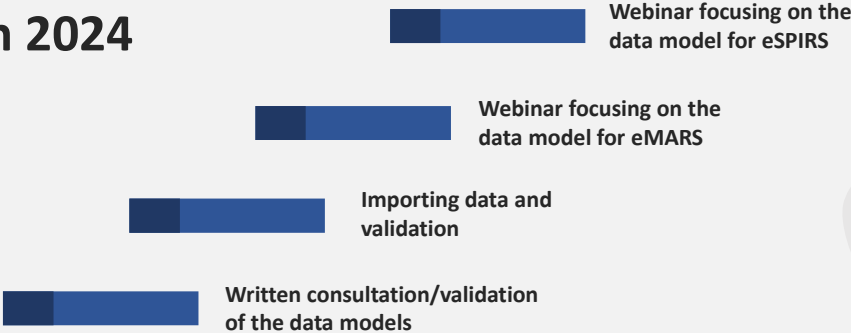 2024
Webinar focusing on the
data model for eSPIRS
Webinar focusing on the
data model for eMARS
Importing data and
validation
Written consultation/validation
of the data models